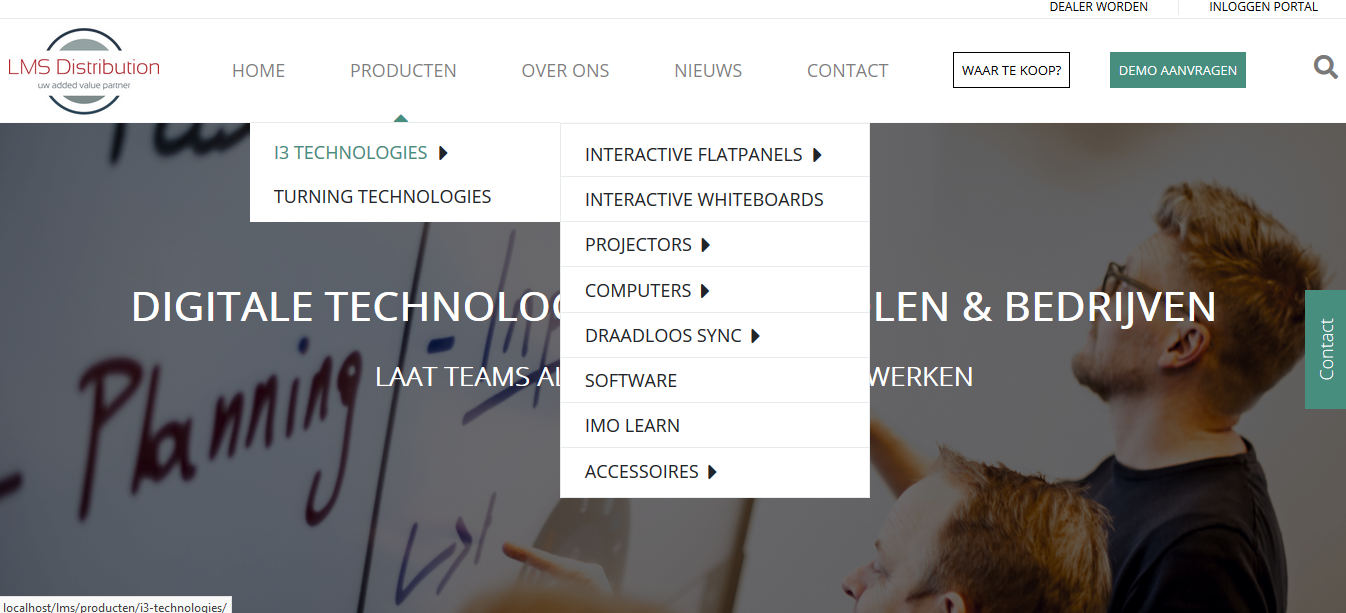 DEALER WORDEN INLOGGEN PORTAL
LMS Distribution
uw added value partner
HOME PRODUCTEN OVER ONS NIEUWS CONTACT WAAR TE KOOP? DEMO AANVRAGEN
I3 TECHNOLOGIES
TURNING TECHNOLOGIES
INTERACTIVE FLATPANELS
INTERACTIVE WHITEBOARDS
PROJECTORS
COMPUTERS
DRAADLOOS SYNC
SOFTWARE
IMO LEARN
ACCESSOIRES
DIGITALE TECHNOLOG LEN & BEDRIJVEN
LAAT TEAMS AL WERKEN
Planning
Contact
localhost/lms/producten/i3-technologies/